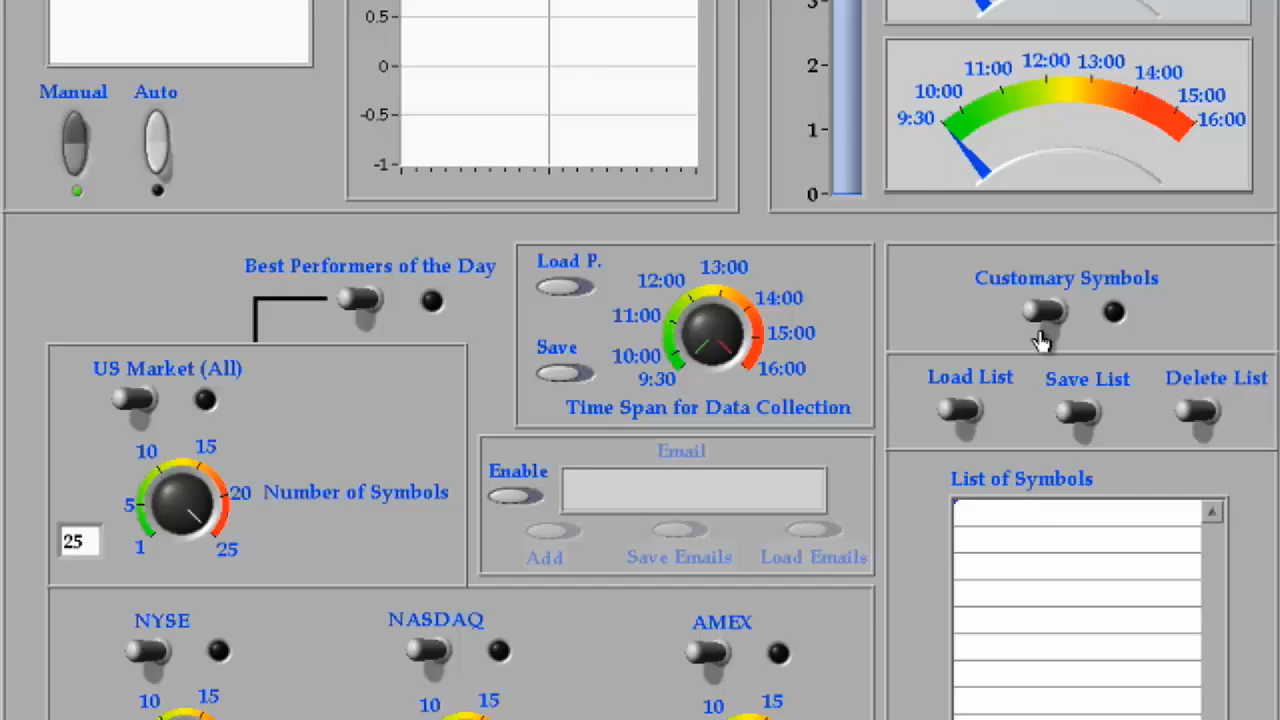 0.5
0
-0.5
-1
3
2
1
0
9:30
10:00
11:00
12:00
13:00
14:00
15:00
16:00
Manual
Auto
Best Performers of the Day
Load P.
Save
9:30
10:00
11:00
12:00
13:00
14:00
15:00
16:00
Time Span for Data Collection
Customary Symbols
Load List
Save List
Delete List
US Market (All)
1
5
10
15
20
25
25
Number of Symbols
Email
Enable
Add
Save Emails
Load Emails
List of Symbols
NYSE
10
15
NASDAQ
10
15
AMEX
10
15